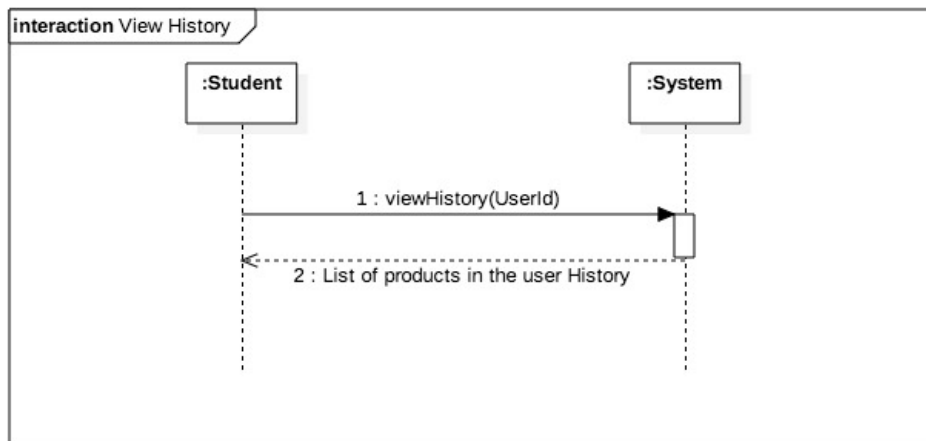 interaction View History
:Student
:System
1 : viewHistory(UserId)
2 : List of products in the user History